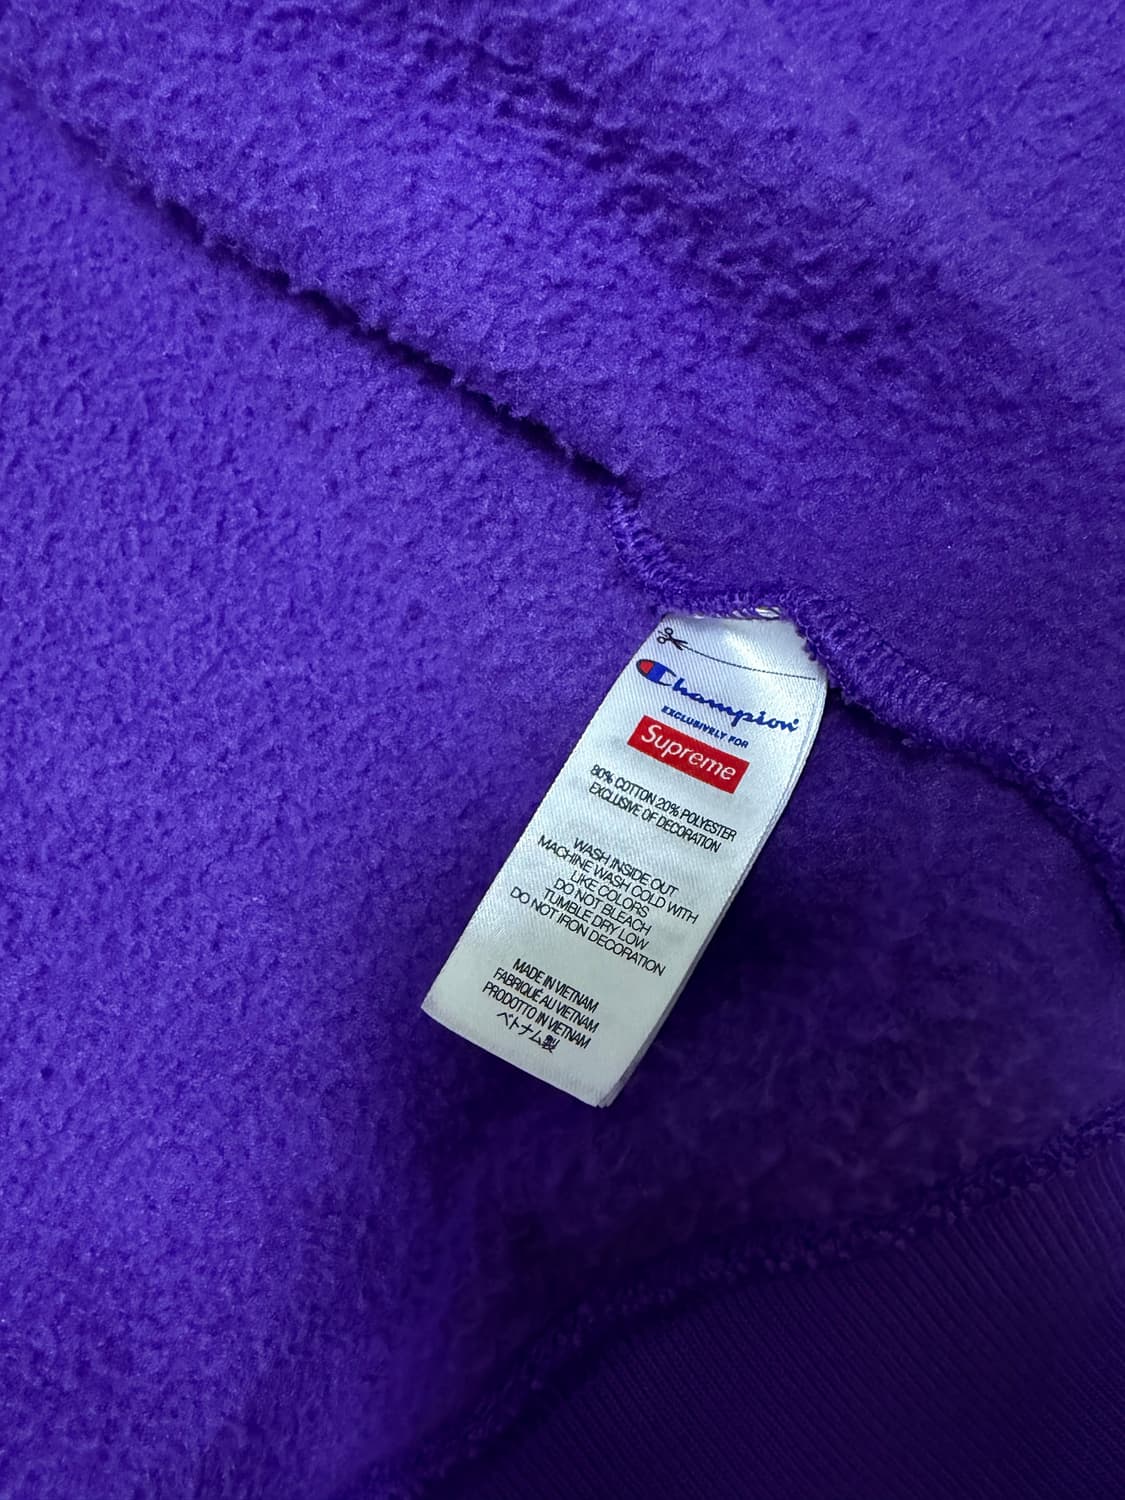 Champion
EXCLUSIVELY FOR
Supreme
80% COTTON 20% POLYESTER
EXCLUSIVE OF DECORATION
WASH INSIDE OUT
MACHINE WASH COLD WITH
LIKE COLORS
DO NOT BLEACH
TUMBLE DRY LOW
DO NOT IRON DECORATION
MADE IN VIETNAM
FABRIQUÉ AU VIETNAM
PRODOTTO IN VIETNAM
ベトナム製